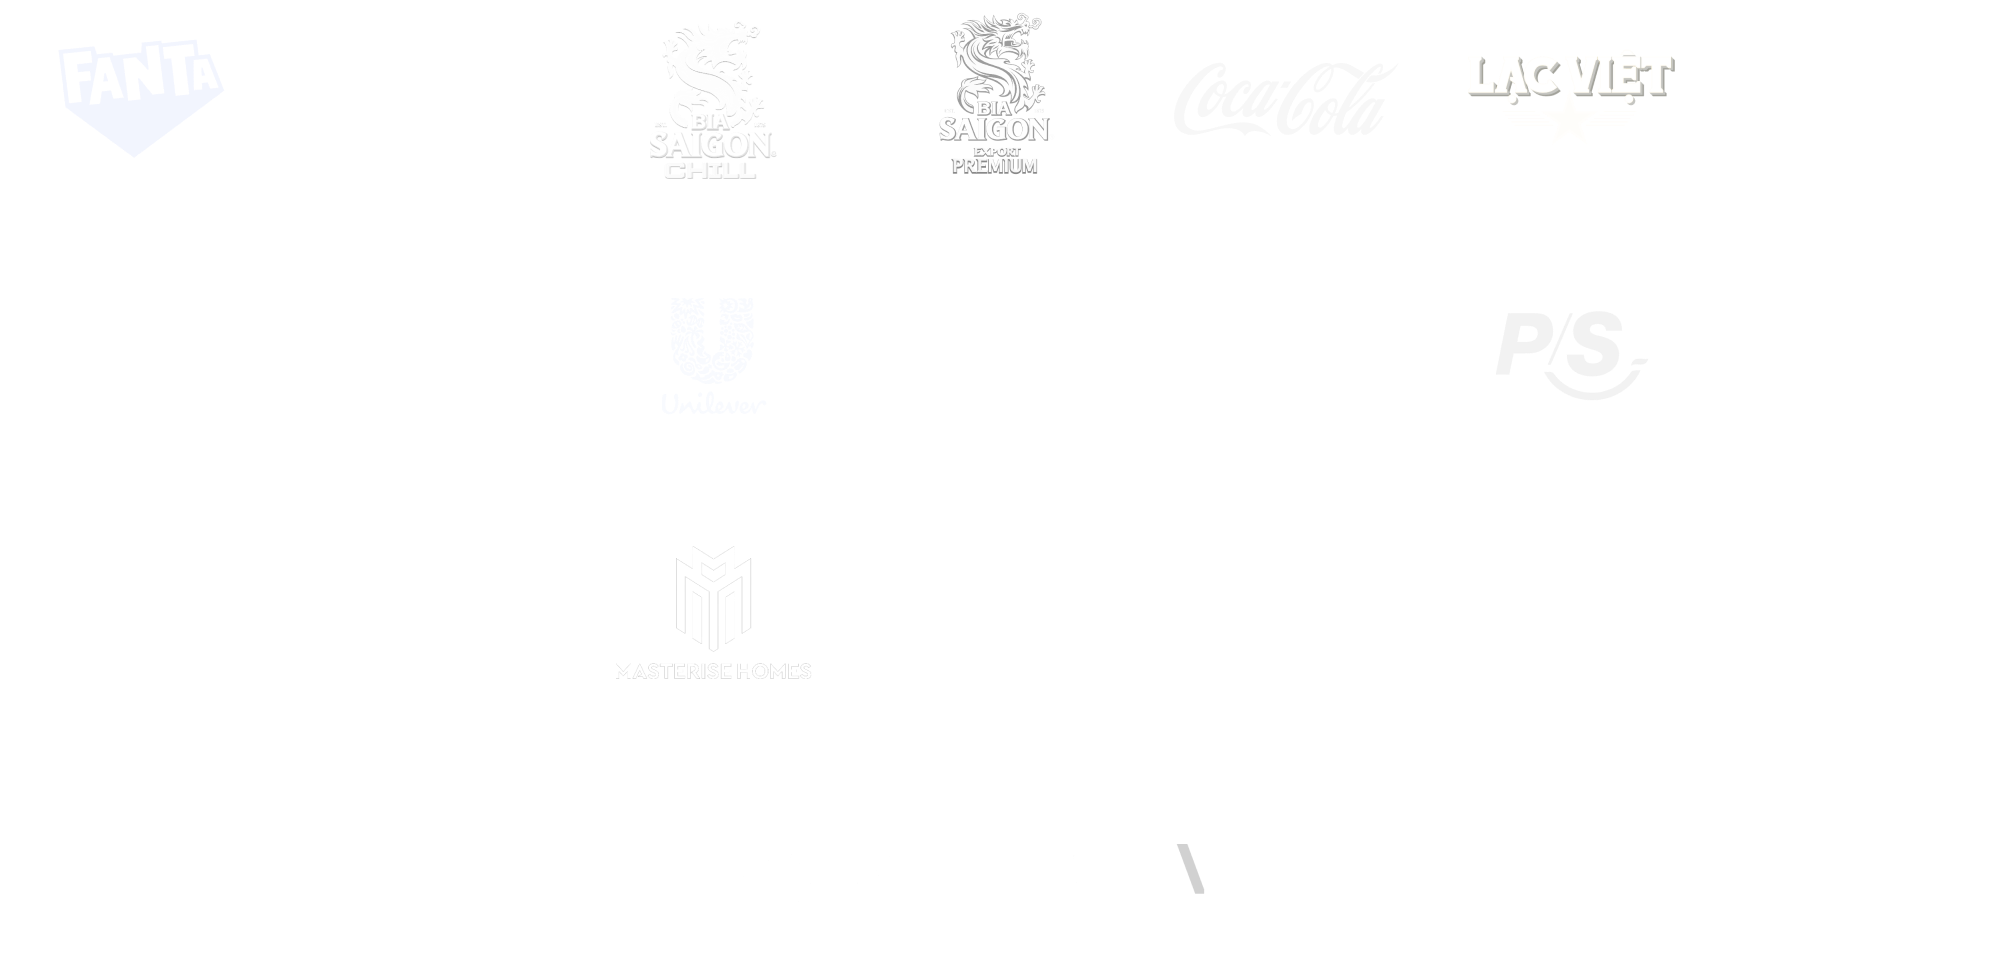 FANTA
BIA
SAIGON
CHILL
BIA
SAIGON
EXPORT
PREMIUM
Coca-Cola
LẠC VIỆT
Unilever
P/S
MASTERISE HOMES
\